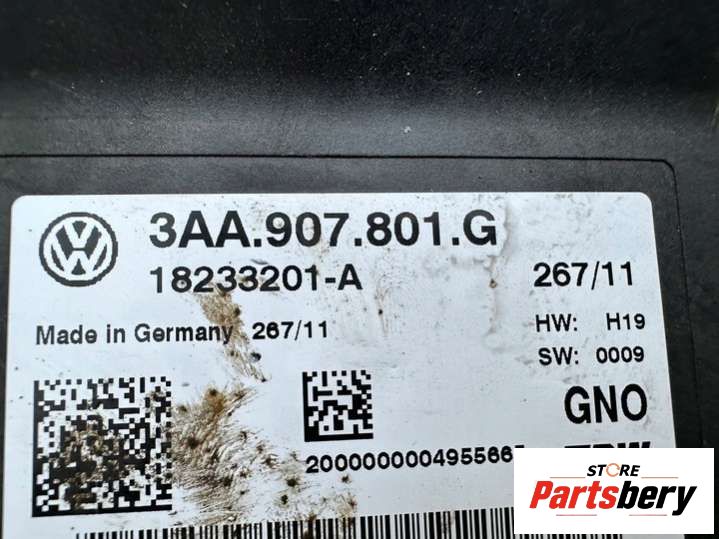 3AA.907.801.G
18233201-A
267/11
Made in Germany 267/11
HW: H19
SW: 0009
GNO
STORE
Partsbery